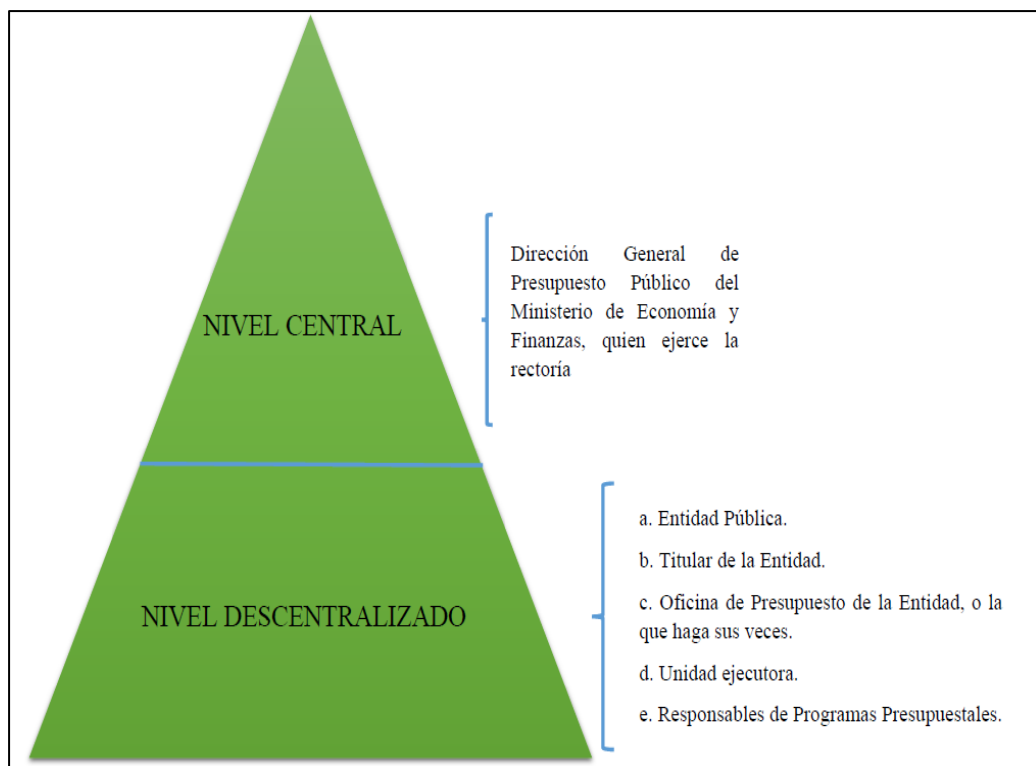 NIVEL CENTRAL
Dirección General de
Presupuesto Público del
Ministerio de Economía y
Finanzas, quien ejerce la
rectoría
NIVEL DESCENTRALIZADO
a. Entidad Pública.
b. Titular de la Entidad.
c. Oficina de Presupuesto de la Entidad, o la
que haga sus veces.
d. Unidad ejecutora.
e. Responsables de Programas Presupuestales.